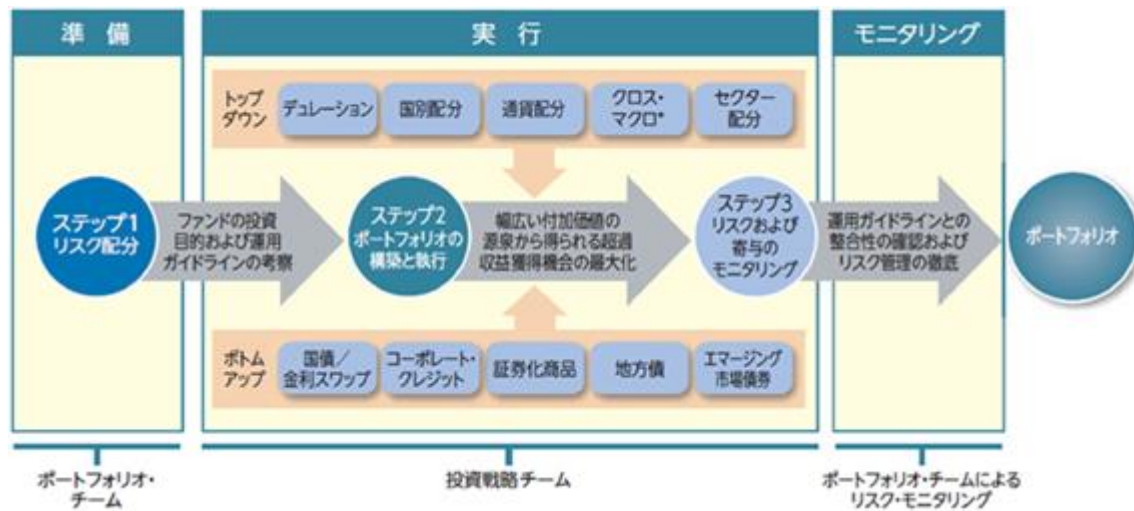 準 備
実 行
モニタリング
トップ
ダウン
デュレーション
国別配分
通貨配分
クロス・
マクロ*
セクター
配分
ステップ1
リスク配分
ファンドの投資
目的および運用
ガイドラインの考察
ステップ2
ポートフォリオの
構築と執行
幅広い付加価値の
源泉から得られる超過
収益獲得機会の最大化
ステップ3
リスクおよび
寄与の
モニタリング
運用ガイドラインとの
整合性の確認および
リスク管理の徹底
ポートフォリオ
ボトム
アップ
国債/
金利スワップ
コーポレート・
クレジット
証券化商品
地方債
エマージング
市場債券
ポートフォリオ・
チーム
投資戦略チーム
ポートフォリオ・チームによる
リスク・モニタリング